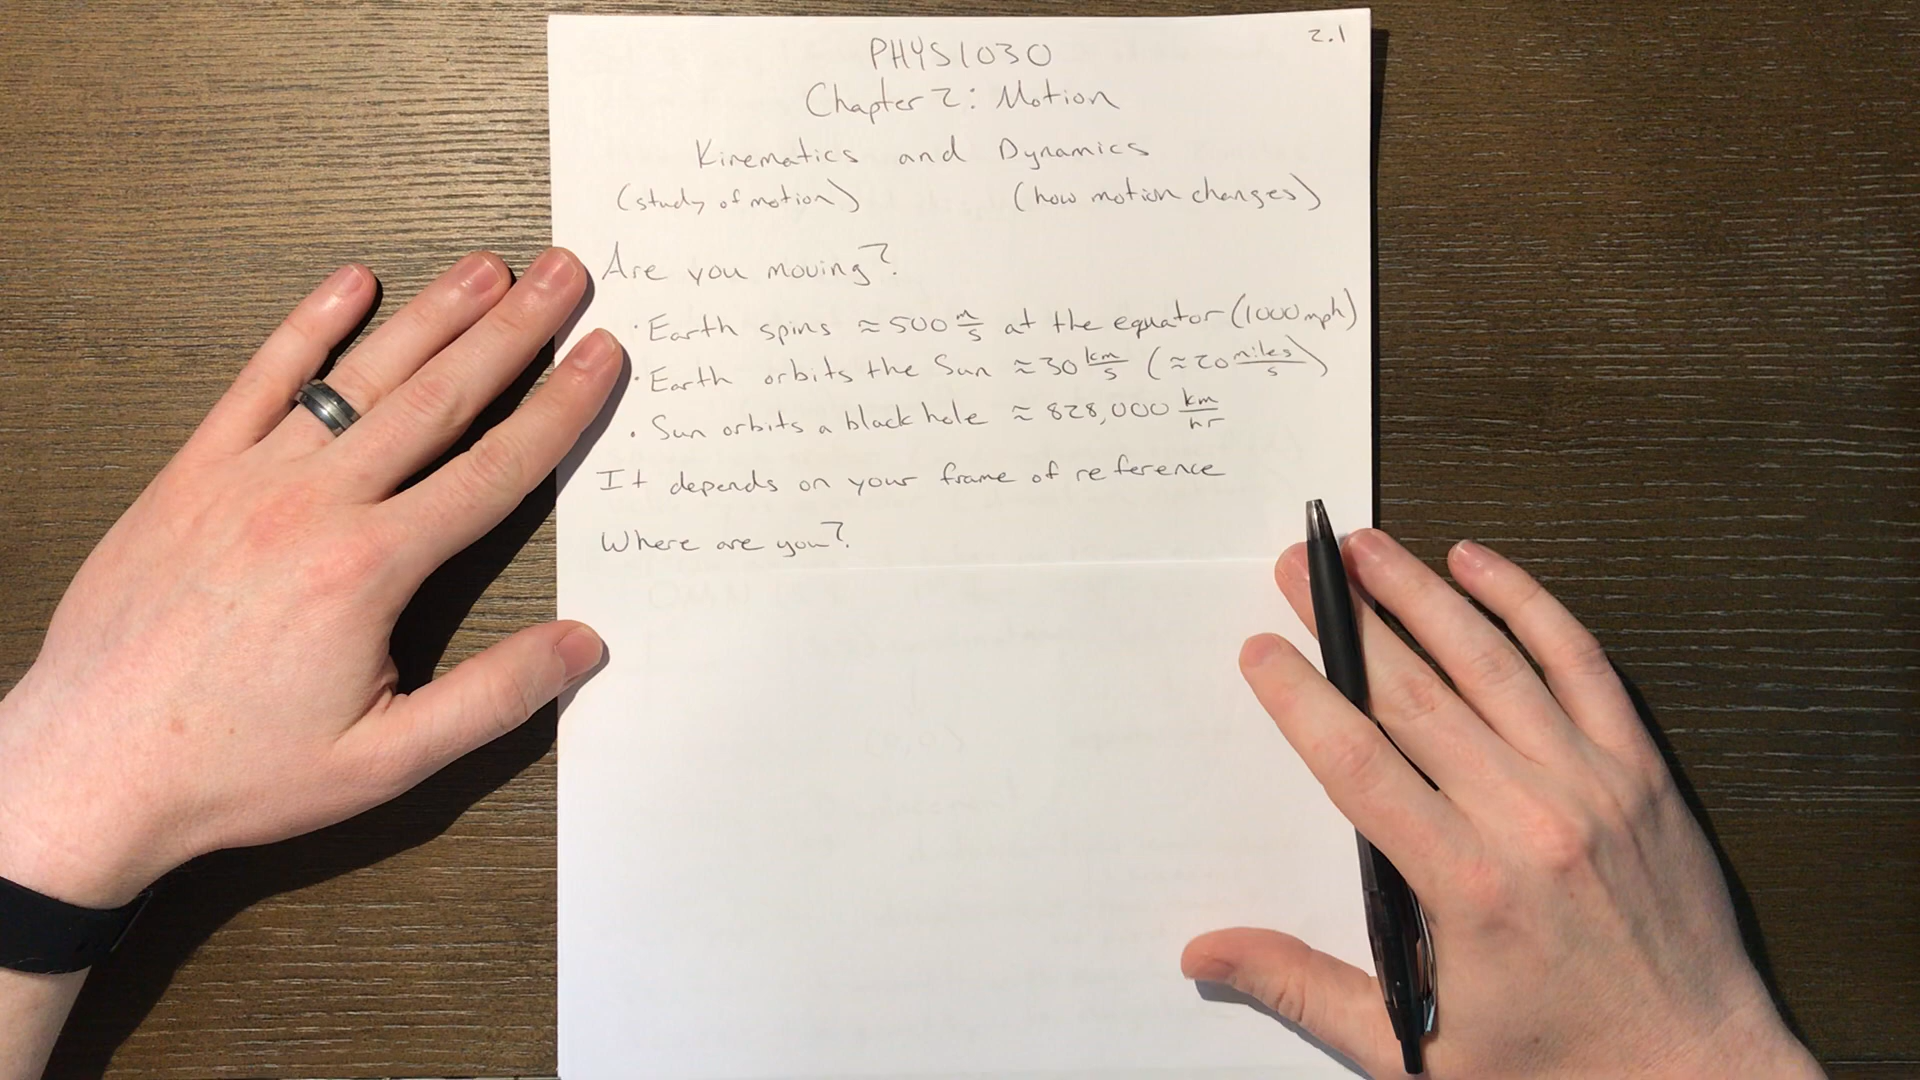 2.1
PHYS1030
Chapter 2: Motion
Kinematics and Dynamics
(study of motion) (how motion changes)
Are you moving?
· Earth spins ≈ 500 m/s at the equator (1000 mph)
· Earth orbits the Sun ≈ 30 km/s (≈ 20 miles/s)
· Sun orbits a black hole ≈ 828,000 km/hr
It depends on your frame of reference
Where are you?